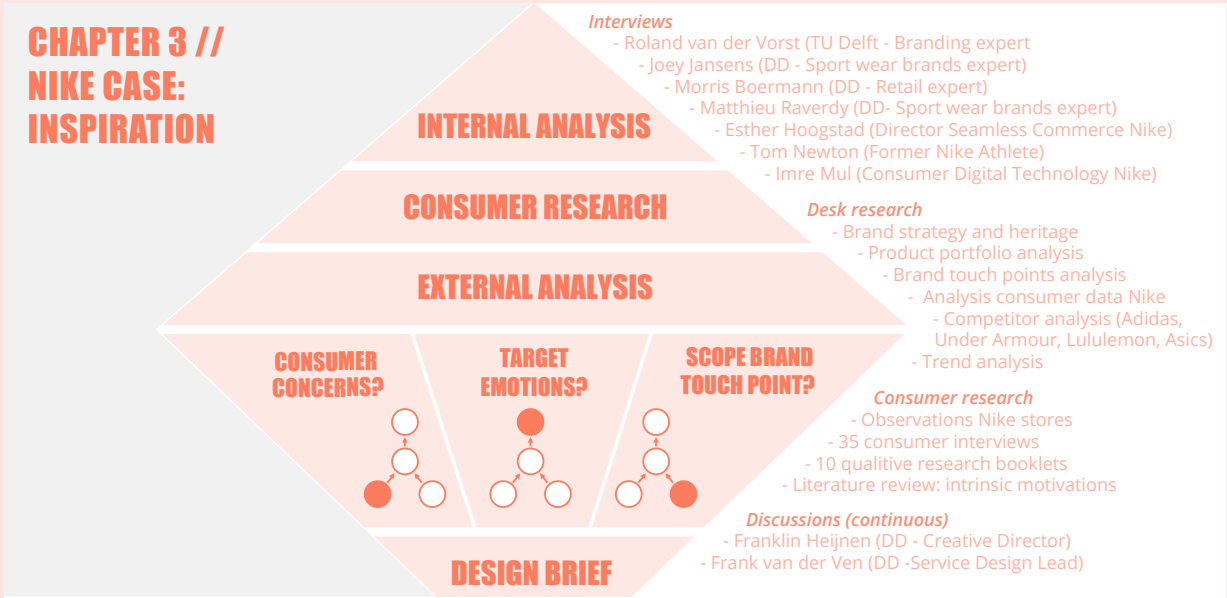 CHAPTER 3 //
NIKE CASE:
INSPIRATION
INTERNAL ANALYSIS
CONSUMER RESEARCH
EXTERNAL ANALYSIS
CONSUMER
CONCERNS?
TARGET
EMOTIONS?
SCOPE BRAND
TOUCH POINT?
DESIGN BRIEF
Interviews
- Roland van der Vorst (TU Delft - Branding expert
- Joey Jansens (DD - Sport wear brands expert)
- Morris Boermann (DD - Retail expert)
- Matthieu Raverdy (DD- Sport wear brands expert)
- Esther Hoogstad (Director Seamless Commerce Nike)
- Tom Newton (Former Nike Athlete)
- Imre Mul (Consumer Digital Technology Nike)
Desk research
- Brand strategy and heritage
- Product portfolio analysis
- Brand touch points analysis
- Analysis consumer data Nike
- Competitor analysis (Adidas,
Under Armour, Lululemon, Asics)
- Trend analysis
Consumer research
- Observations Nike stores
- 35 consumer interviews
- 10 qualitive research booklets
- Literature review: intrinsic motivations
Discussions (continuous)
- Franklin Heijnen (DD - Creative Director)
- Frank van der Ven (DD -Service Design Lead)